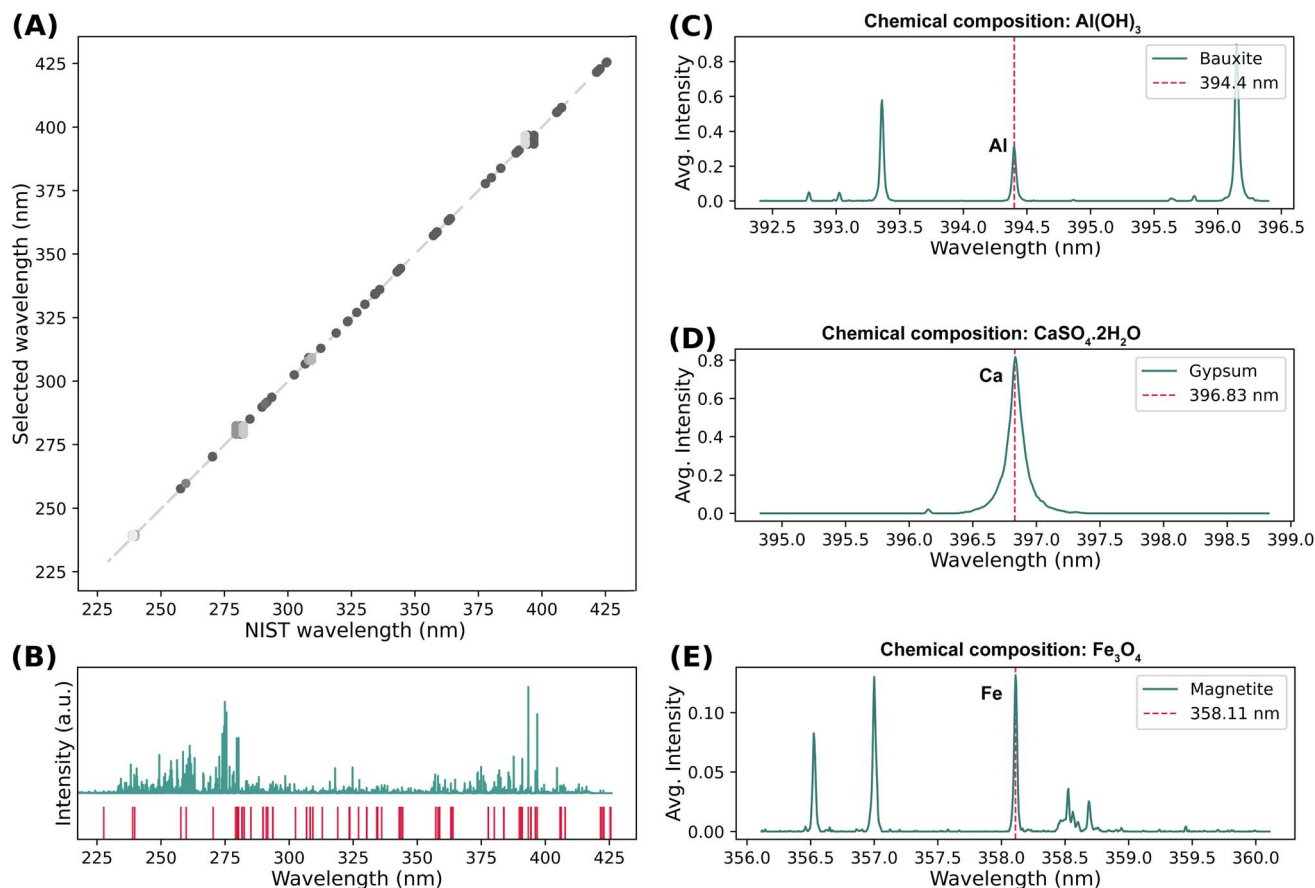 (A)
Selected wavelength (nm)
425
400
375
350
325
300
275
250
225
225 250 275 300 325 350 375 400 425
NIST wavelength (nm)
(B)
Intensity (a.u.)
225 250 275 300 325 350 375 400 425
Wavelength (nm)
(C)
Chemical composition: Al(OH)₃
Avg. Intensity
0.8
0.6
0.4
0.2
0.0
Bauxite
394.4 nm
Al
392.5 393.0 393.5 394.0 394.5 395.0 395.5 396.0 396.5
Wavelength (nm)
(D)
Chemical composition: CaSO₄.2H₂O
Avg. Intensity
0.8
0.6
0.4
0.2
0.0
Gypsum
396.83 nm
Ca
395.0 395.5 396.0 396.5 397.0 397.5 398.0 398.5 399.0
Wavelength (nm)
(E)
Chemical composition: Fe₃O₄
Avg. Intensity
0.10
0.05
0.00
Magnetite
358.11 nm
Fe
356.0 356.5 357.0 357.5 358.0 358.5 359.0 359.5 360.0
Wavelength (nm)